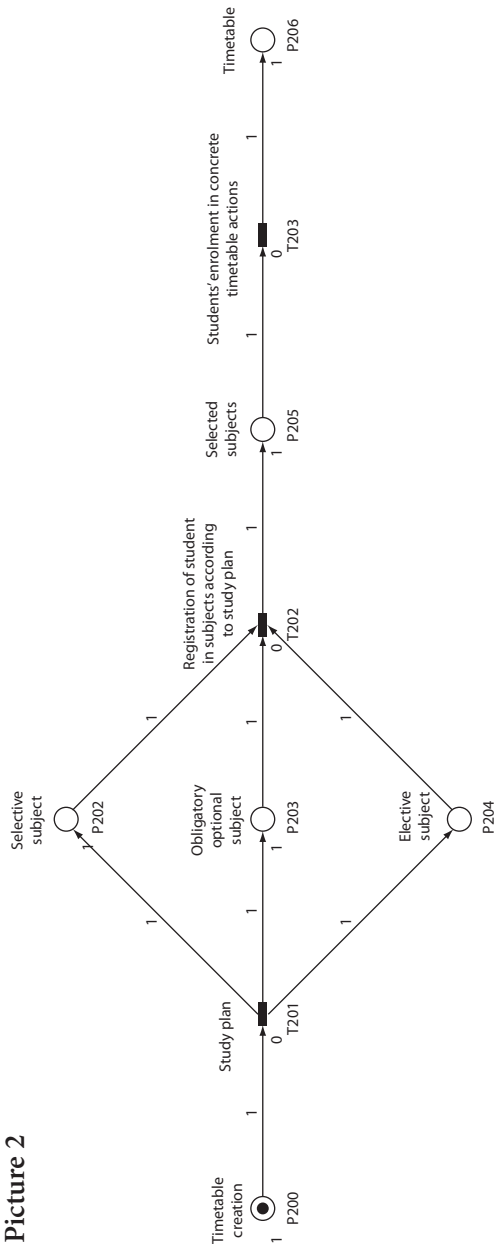 Picture 2
Timetable
creation
1
P200
1
Study plan
0
T201
1
1
1
Selective
subject
1
P202
Obligatory
optional
subject
1
P203
Elective
subject
P204
1
1
1
Registration of student
in subjects according
to study plan
0
T202
1
Selected
subjects
1
P205
1
Students' enrolment in concrete
timetable actions
0
T203
1
Timetable
1
P206